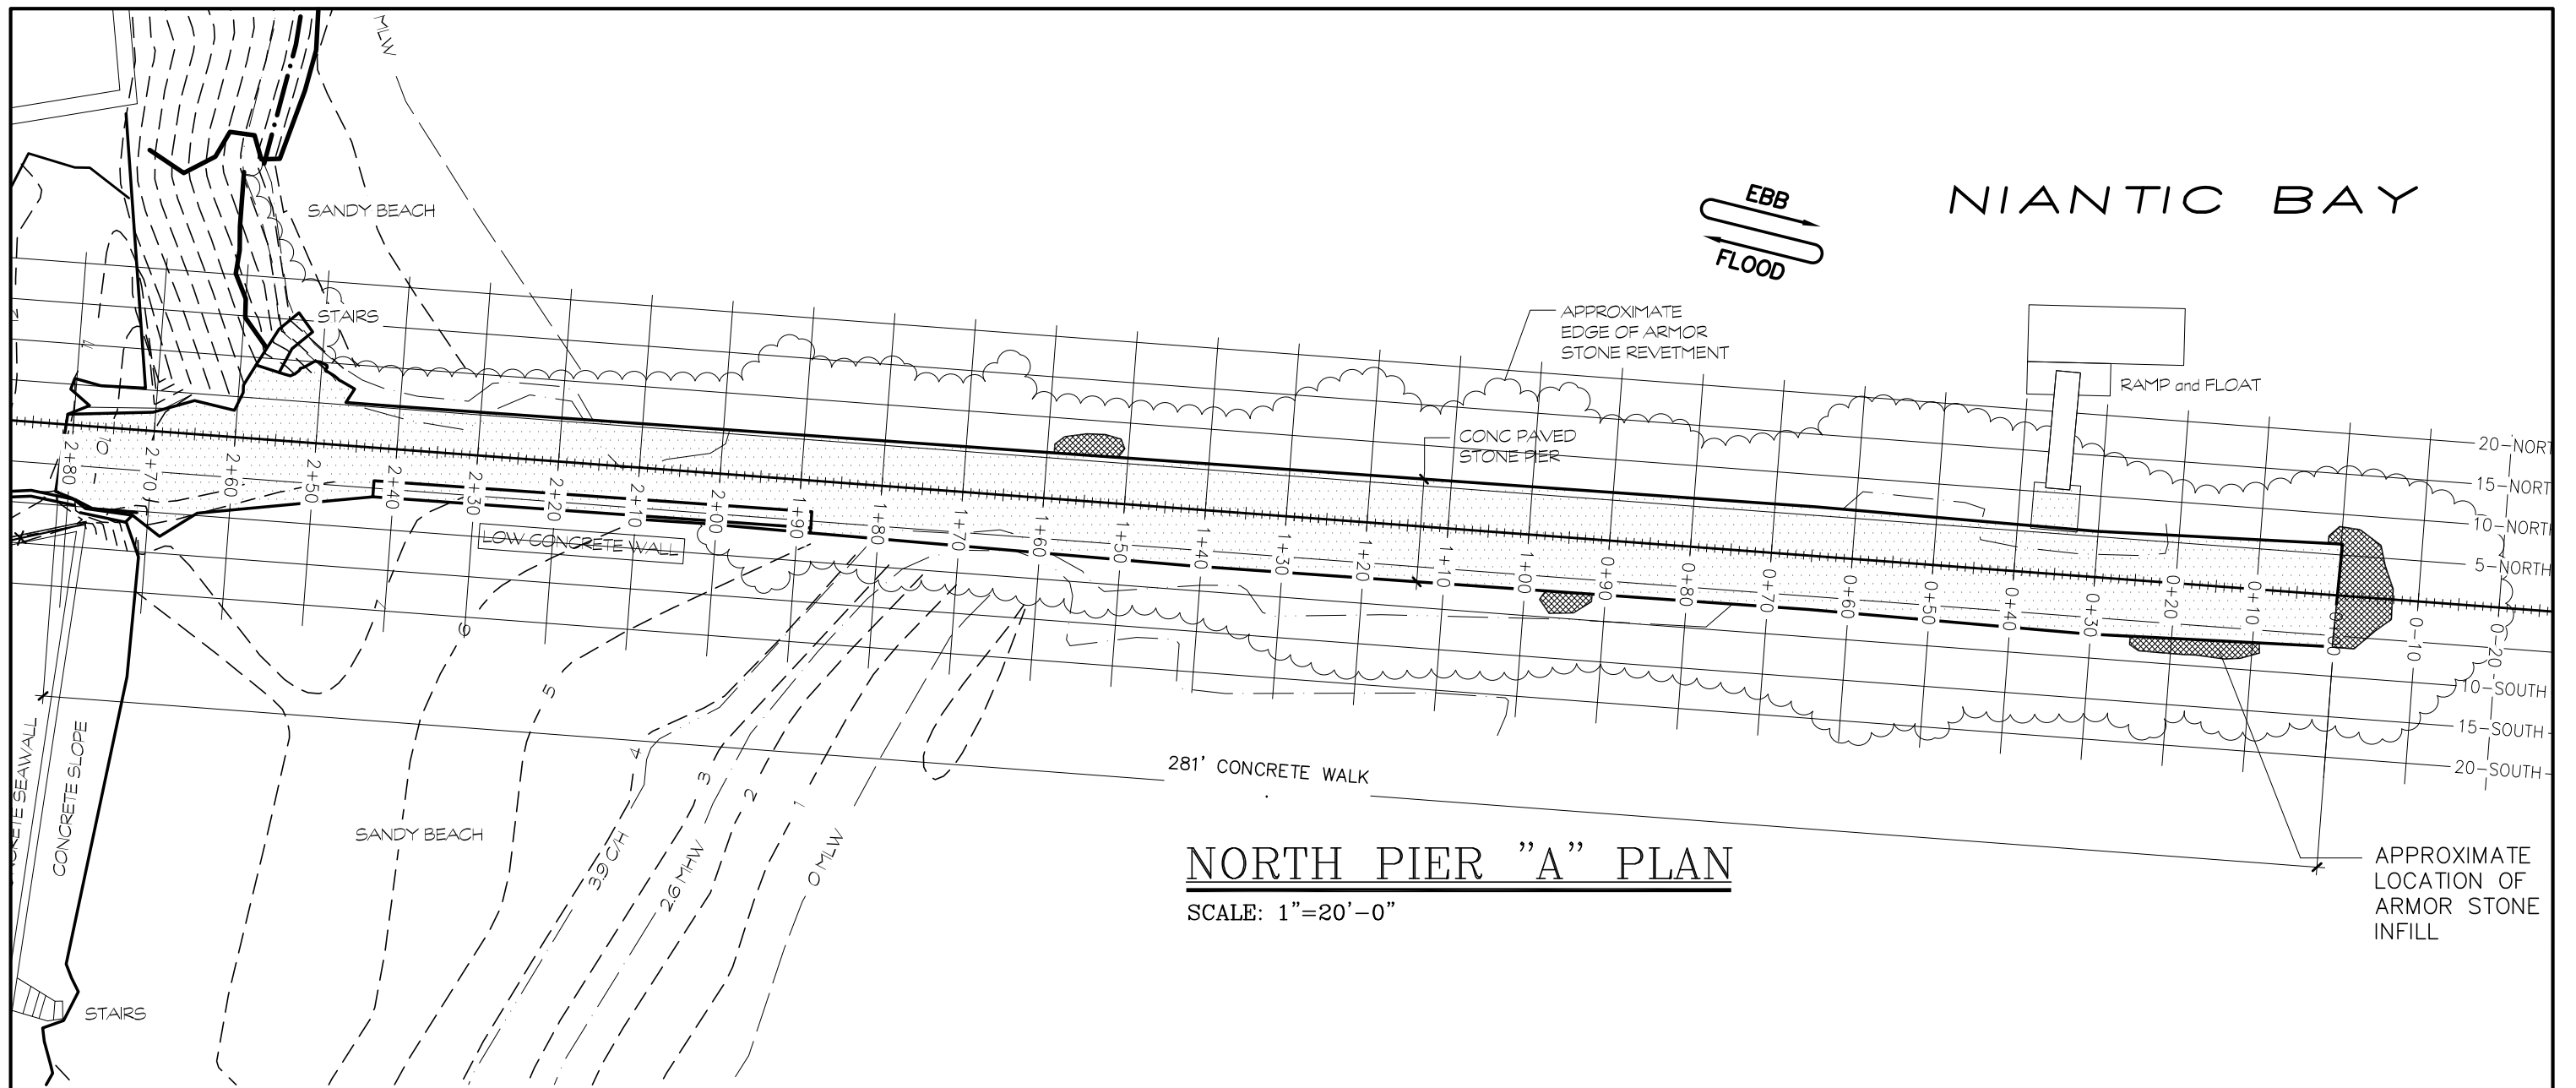 MLW
NIANTIC BAY
EBB
FLOOD
SANDY BEACH
STAIRS
APPROXIMATE
EDGE OF ARMOR
STONE REVETMENT
RAMP and FLOAT
CONC PAVED
STONE PIER
20-NORT
15-NORT
10-NORTH
5-NORTH
10-SOUTH
15-SOUTH
20-SOUTH
2+80
2+70
2+60
2+50
2+40
2+30
2+20
2+10
2+00
1+90
1+80
1+70
1+60
1+50
1+40
1+30
1+20
1+10
1+00
0+90
0+80
0+70
0+60
0+50
0+40
0+30
0+20
0+10
0-10
0-20
10
LOW CONCRETE WALL
7
6
5
4
3
2
1
3.9 C/H
2.6 MHW
0 MLW
281' CONCRETE WALK
CONCRETE SLOPE
SEAWALL
SANDY BEACH
STAIRS
NORTH PIER "A" PLAN
SCALE: 1"=20'-0"
APPROXIMATE
LOCATION OF
ARMOR STONE
INFILL